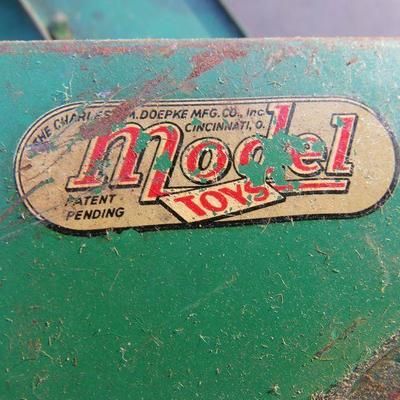 THE CHARLES M. DOEPKE MFG. CO., Inc.
CINCINNATI, O.
Model
TOYS
PATENT
PENDING